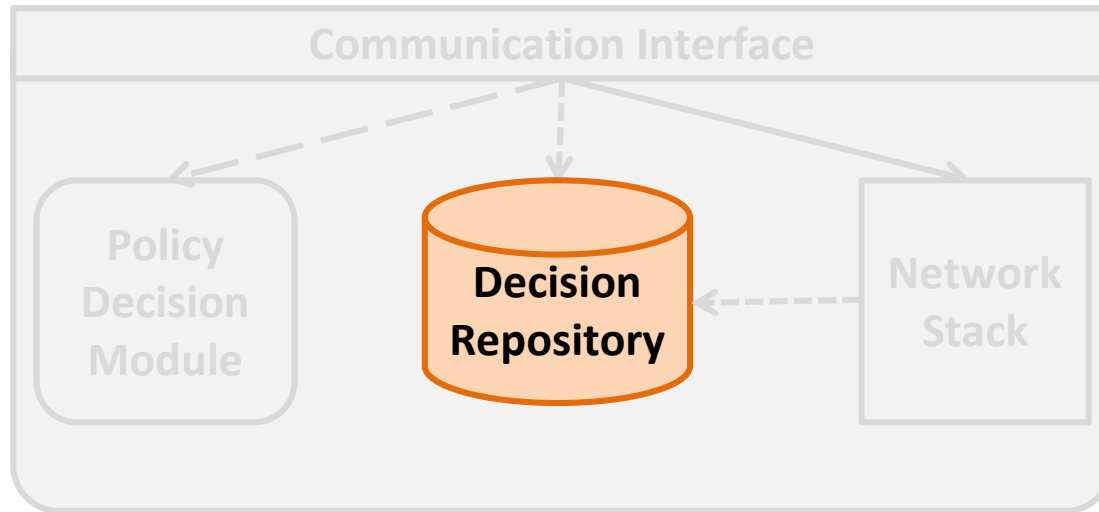 Communication Interface
Policy
Decision
Module
Decision
Repository
Network
Stack